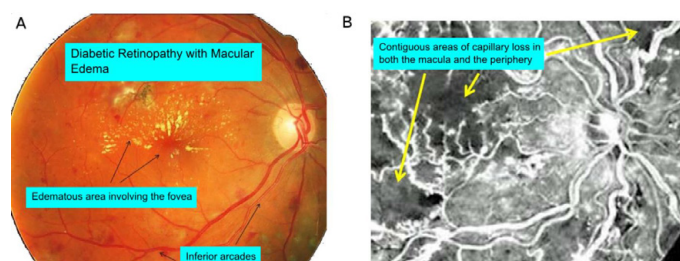 A
Diabetic Retinopathy with Macular
Edema
Edematous area involving the fovea
Inferior arcades
B
Contiguous areas of capillary loss in
both the macula and the periphery